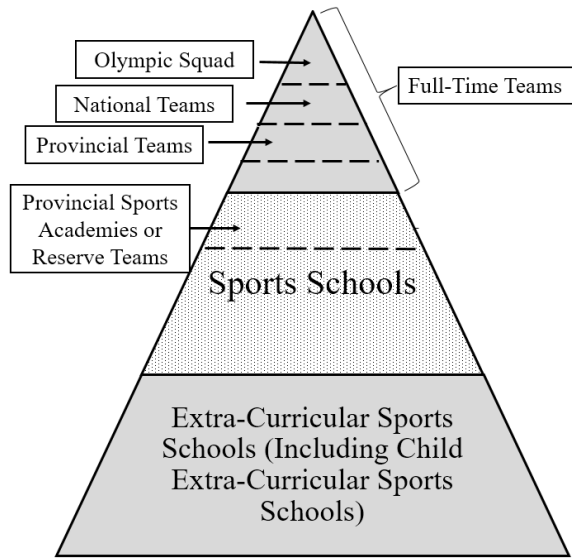 Olympic Squad
National Teams
Provincial Teams
Full-Time Teams
Provincial Sports
Academies or
Reserve Teams
Sports Schools
Extra-Curricular Sports
Schools (Including Child
Extra-Curricular Sports
Schools)